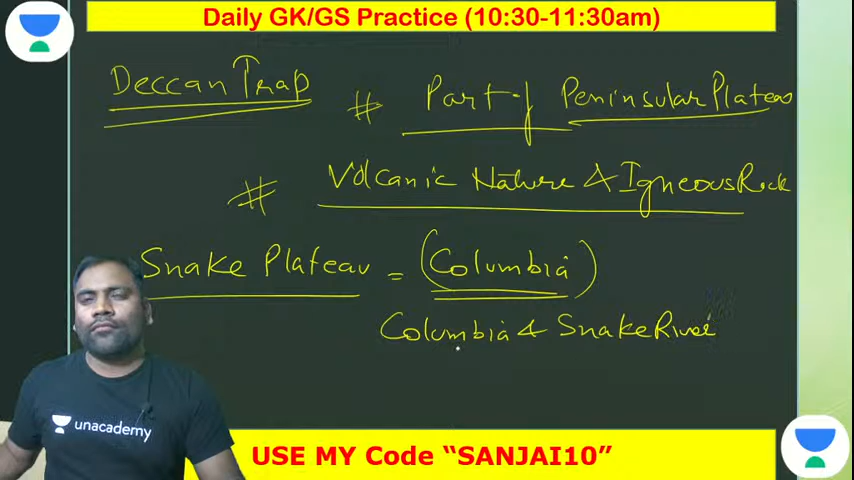 Daily GK/GS Practice (10:30-11:30am)
Deccan Trap
# Part of Peninsular Plateau
# Volcanic Nature & Igneous Rock
Snake Plateau = (Columbia)
Columbia & Snake River
unacademy
USE MY Code “SANJAI10”